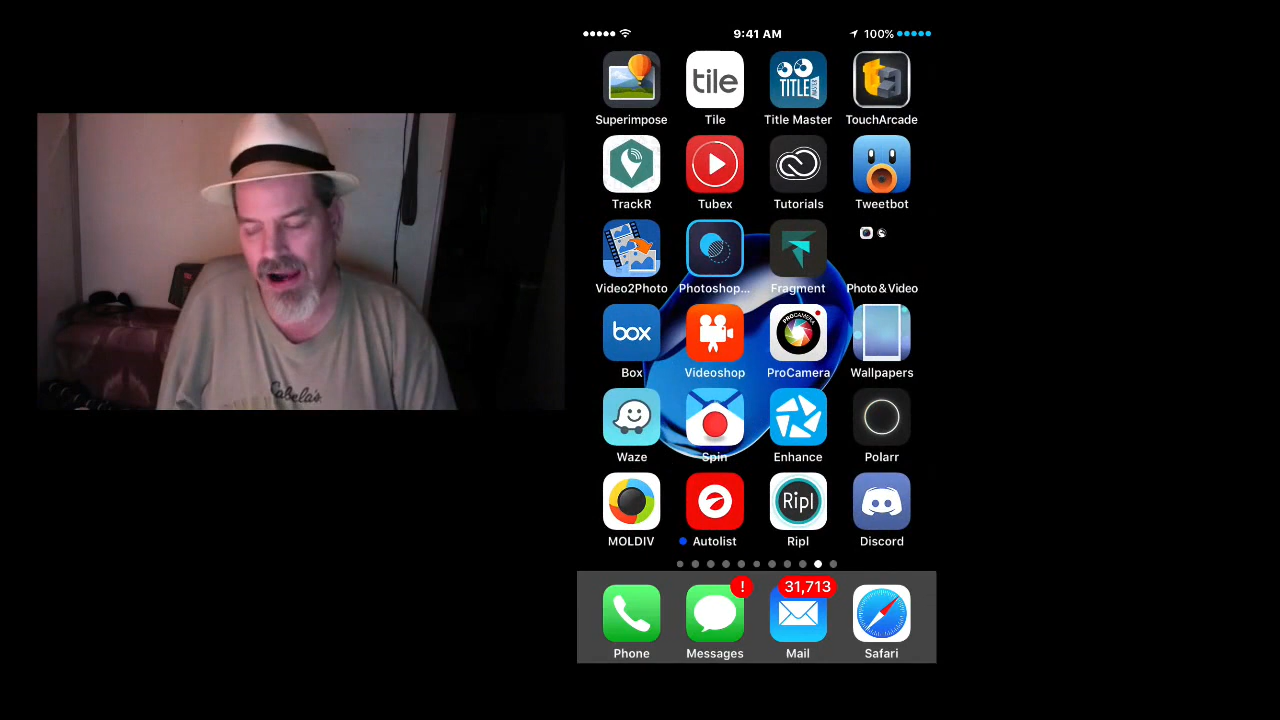 9:41 AM
100%
tile
TITLE
MASTER
Superimpose
Tile
Title Master
TouchArcade
TrackR
Tubex
Tutorials
Tweetbot
Video2Photo
Photoshop...
Fragment
Photo & Video
box
PROCAMERA
Box
Videoshop
ProCamera
Wallpapers
Waze
Spin
Enhance
Polarr
Ripl
MOLDIV
Autolist
Ripl
Discord
!
31,713
Phone
Messages
Mail
Safari
Cabela's